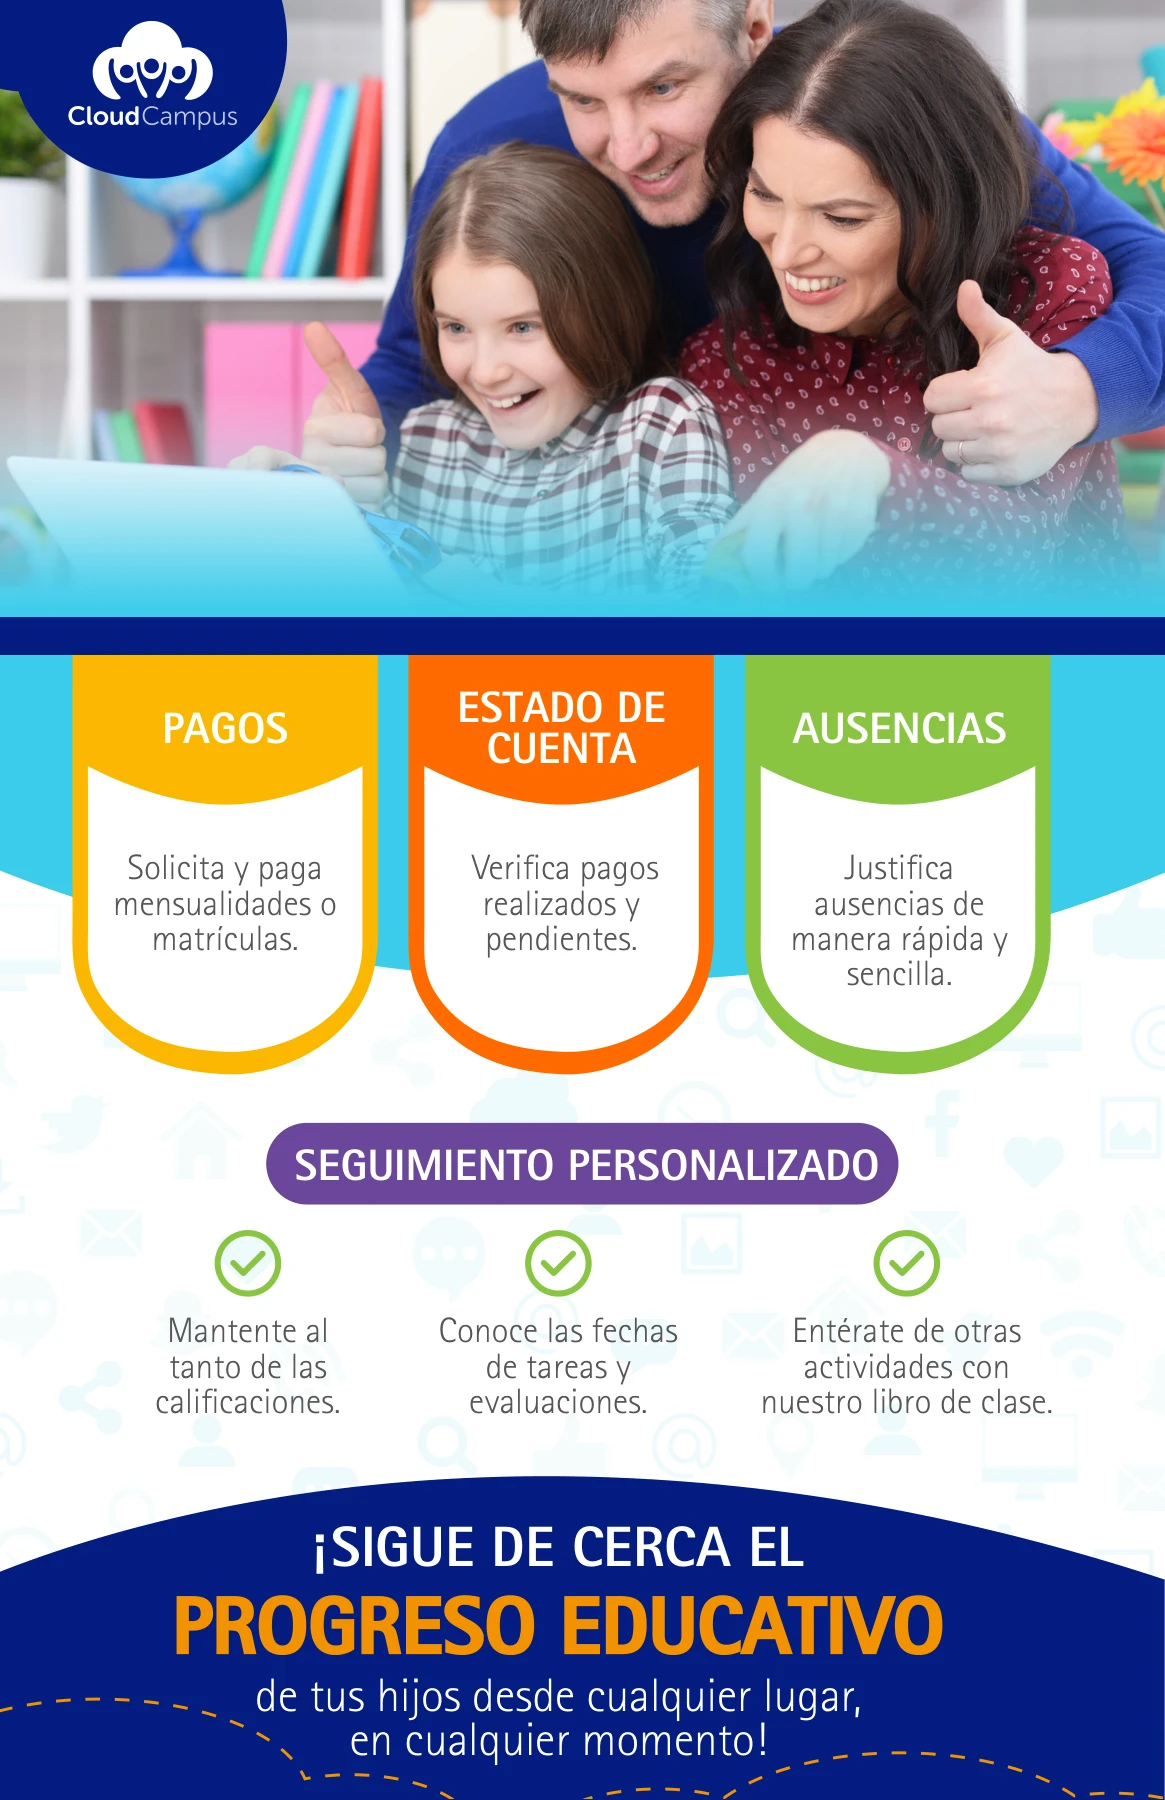 CloudCampus
PAGOS
Solicita y paga
mensualidades o
matrículas.
ESTADO DE
CUENTA
Verifica pagos
realizados y
pendientes.
AUSENCIAS
Justifica
ausencias de
manera rápida y
sencilla.
SEGUIMIENTO PERSONALIZADO
Mantente al
tanto de las
calificaciones.
Conoce las fechas
de tareas y
evaluaciones.
Entérate de otras
actividades con
nuestro libro de clase.
¡SIGUE DE CERCA EL
PROGRESO EDUCATIVO
de tus hijos desde cualquier lugar,
en cualquier momento!